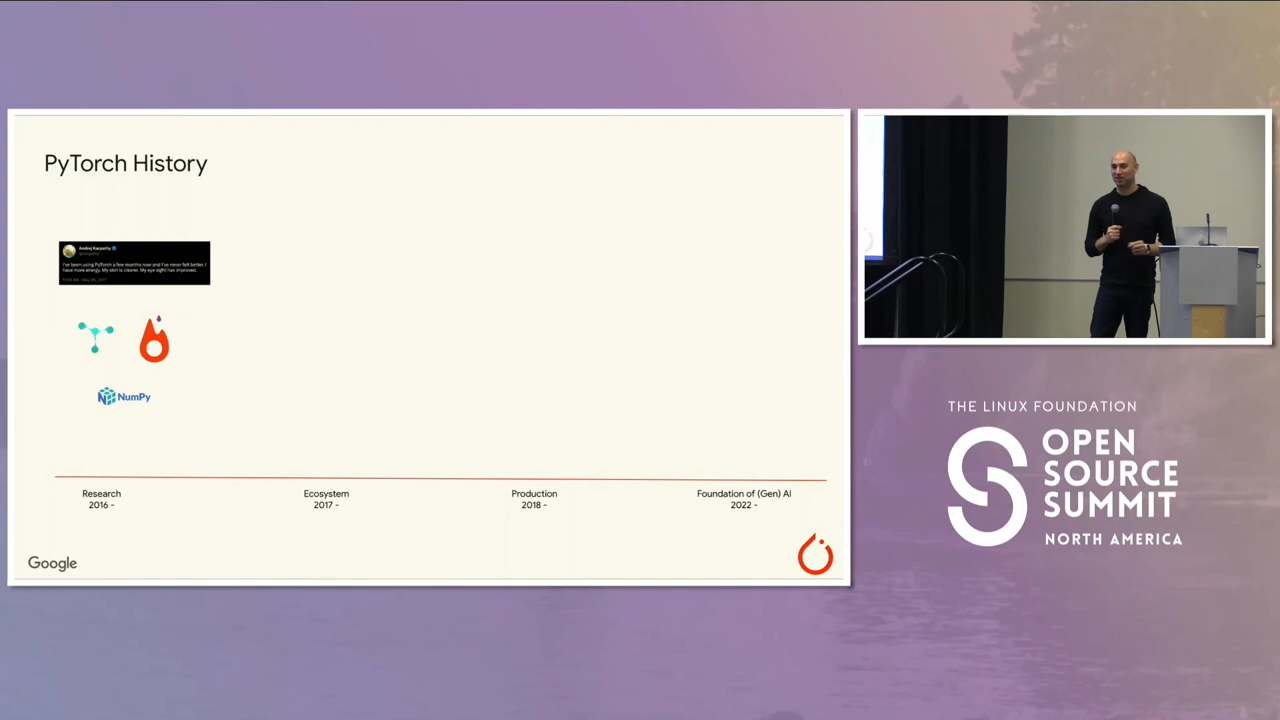 PyTorch History
Andrej Karpathy
I've been using PyTorch a few months now and I've never felt better. I
have more energy. My skin is clearer. My eye sight has improved.
NumPy
Research
2016 -
Ecosystem
2017 -
Production
2018 -
Foundation of (Gen) AI
2022 -
Google
THE LINUX FOUNDATION
OPEN
SOURCE
SUMMIT
NORTH AMERICA